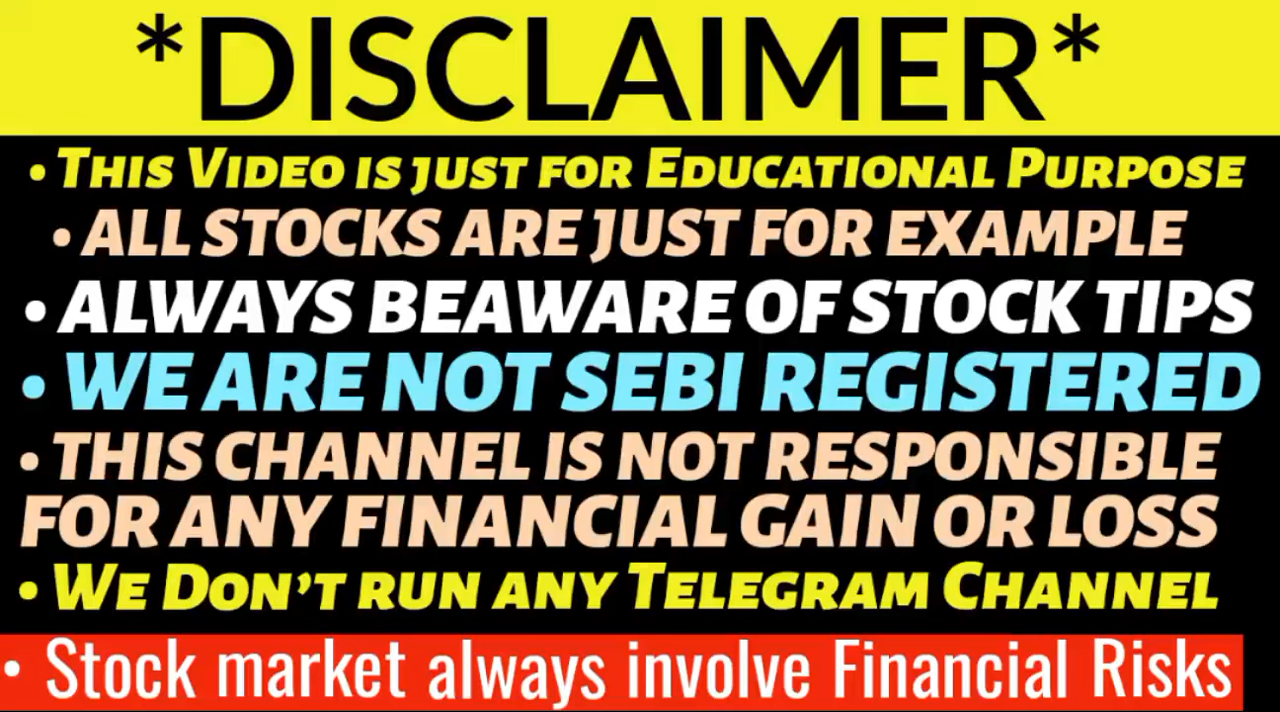 *DISCLAIMER*
• THIS VIDEO IS JUST FOR EDUCATIONAL PURPOSE
• ALL STOCKS ARE JUST FOR EXAMPLE
• ALWAYS BEAWARE OF STOCK TIPS
• WE ARE NOT SEBI REGISTERED
• THIS CHANNEL IS NOT RESPONSIBLE
FOR ANY FINANCIAL GAIN OR LOSS
• WE DON'T RUN ANY TELEGRAM CHANNEL
• Stock market always involve Financial Risks